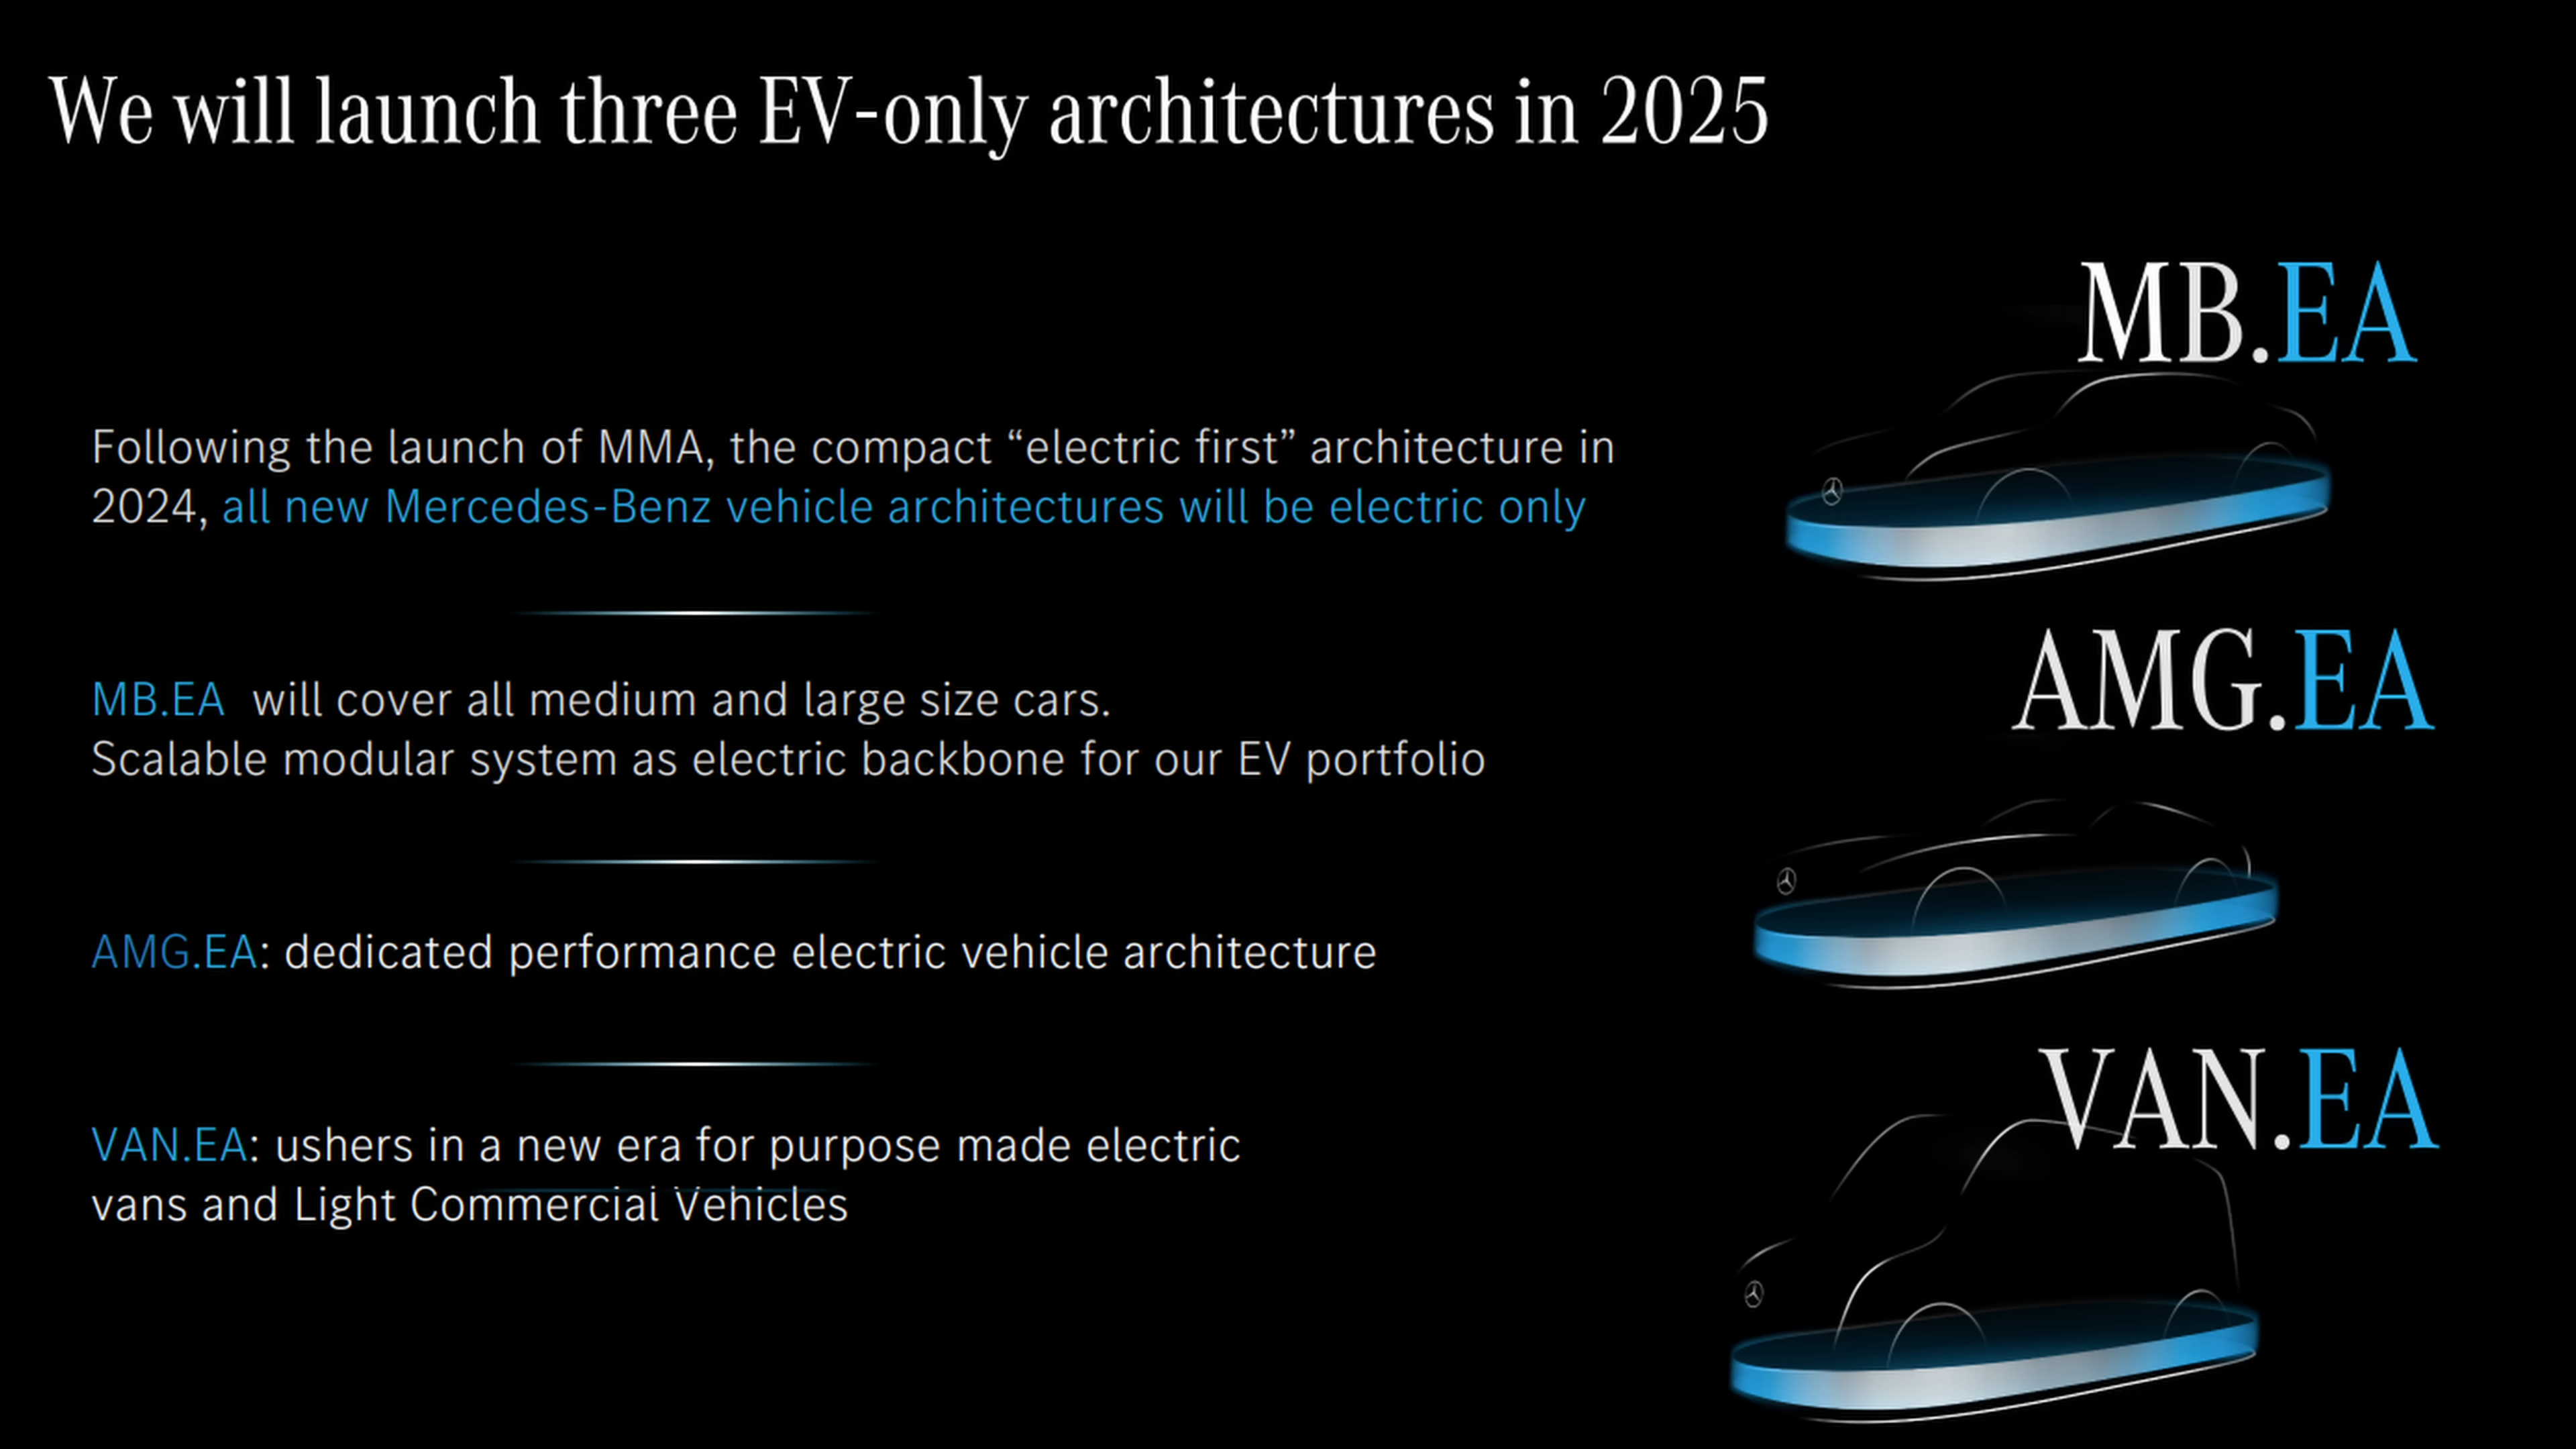 We will launch three EV-only architectures in 2025
Following the launch of MMA, the compact “electric first” architecture in
2024, all new Mercedes-Benz vehicle architectures will be electric only
MB.EA will cover all medium and large size cars.
Scalable modular system as electric backbone for our EV portfolio
AMG.EA: dedicated performance electric vehicle architecture
VAN.EA: ushers in a new era for purpose made electric
vans and Light Commercial Vehicles
MB.EA
AMG.EA
VAN.EA